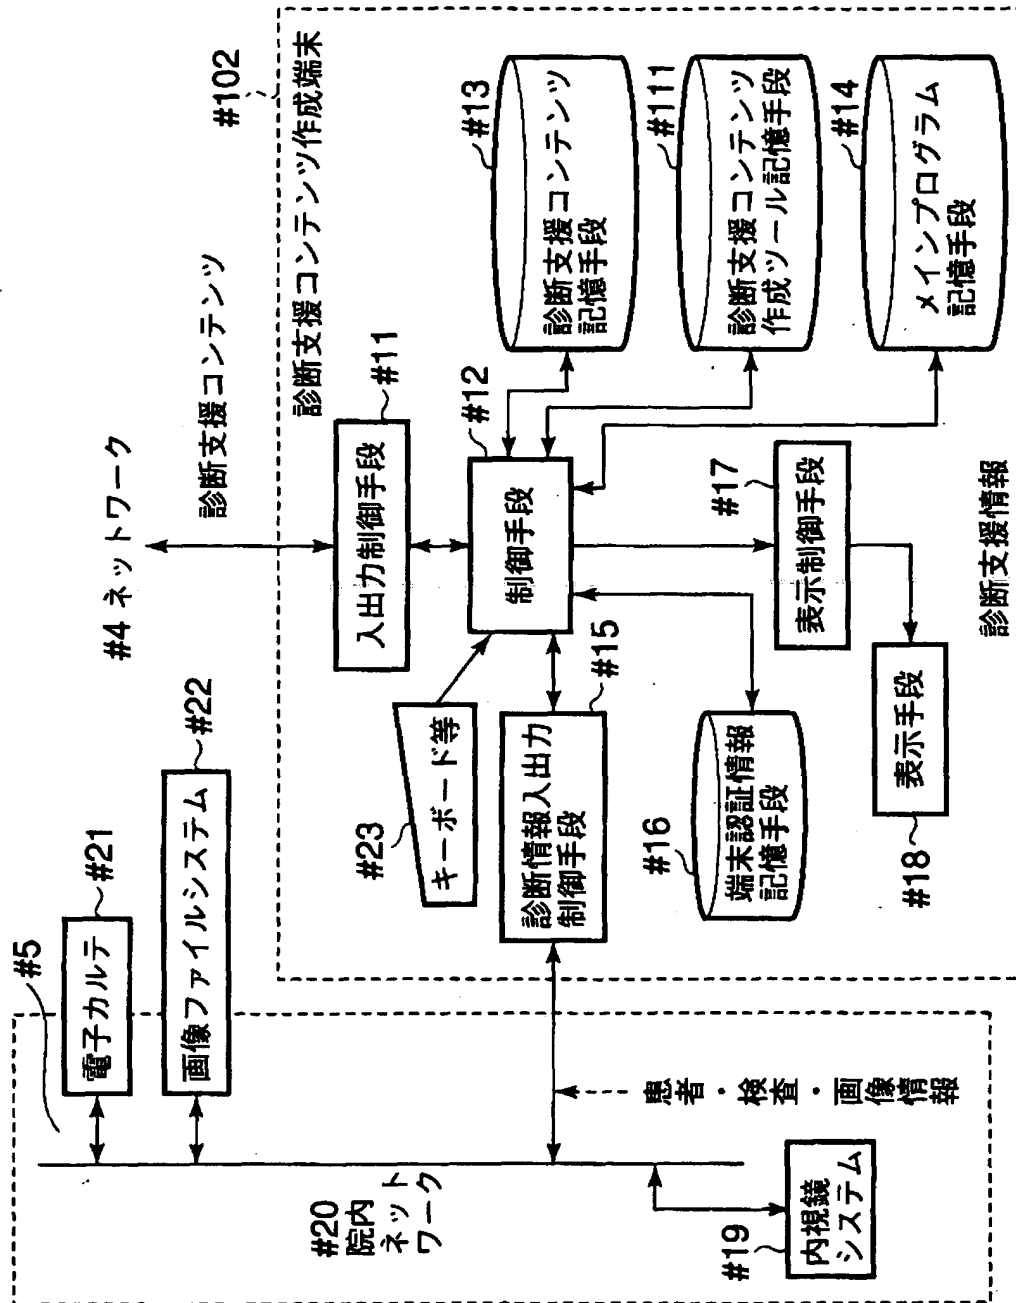 #102
診断支援コンテンツ作成端末
#4 ネットワーク
診断支援コンテンツ
#11
入出力制御手段
#12
制御手段
#13
診断支援コンテンツ
記憶手段
#111
診断支援コンテンツ
作成ツール記憶手段
#14
メインプログラム
記憶手段
#23
キーボード等
#15
診断情報入出力
制御手段
#16
端末認証情報
記憶手段
#17
表示制御手段
#18
表示手段
診断支援情報
#5
#21
電子カルテ
#22
画像ファイルシステム
#20
院内
ネット
ワーク
患者・検査・画像情報
#19
内視鏡
システム